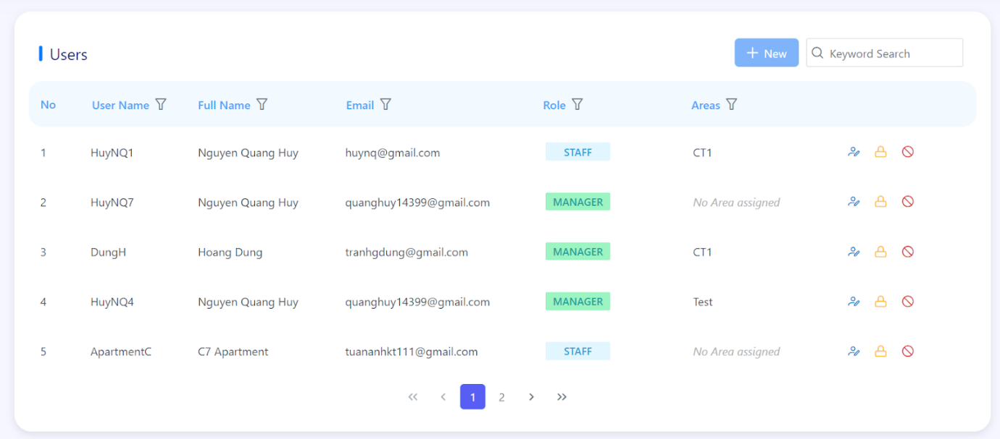 Users
+ New
Keyword Search
No User Name Full Name Email Role Areas
1 HuyNQ1 Nguyen Quang Huy huynq@gmail.com STAFF CT1
2 HuyNQ7 Nguyen Quang Huy quanghuy14399@gmail.com MANAGER No Area assigned
3 DungH Hoang Dung tranhgdung@gmail.com MANAGER CT1
4 HuyNQ4 Nguyen Quang Huy quanghuy14399@gmail.com MANAGER Test
5 ApartmentC C7 Apartment tuananhkt111@gmail.com STAFF No Area assigned
« ‹ 1 2 › »